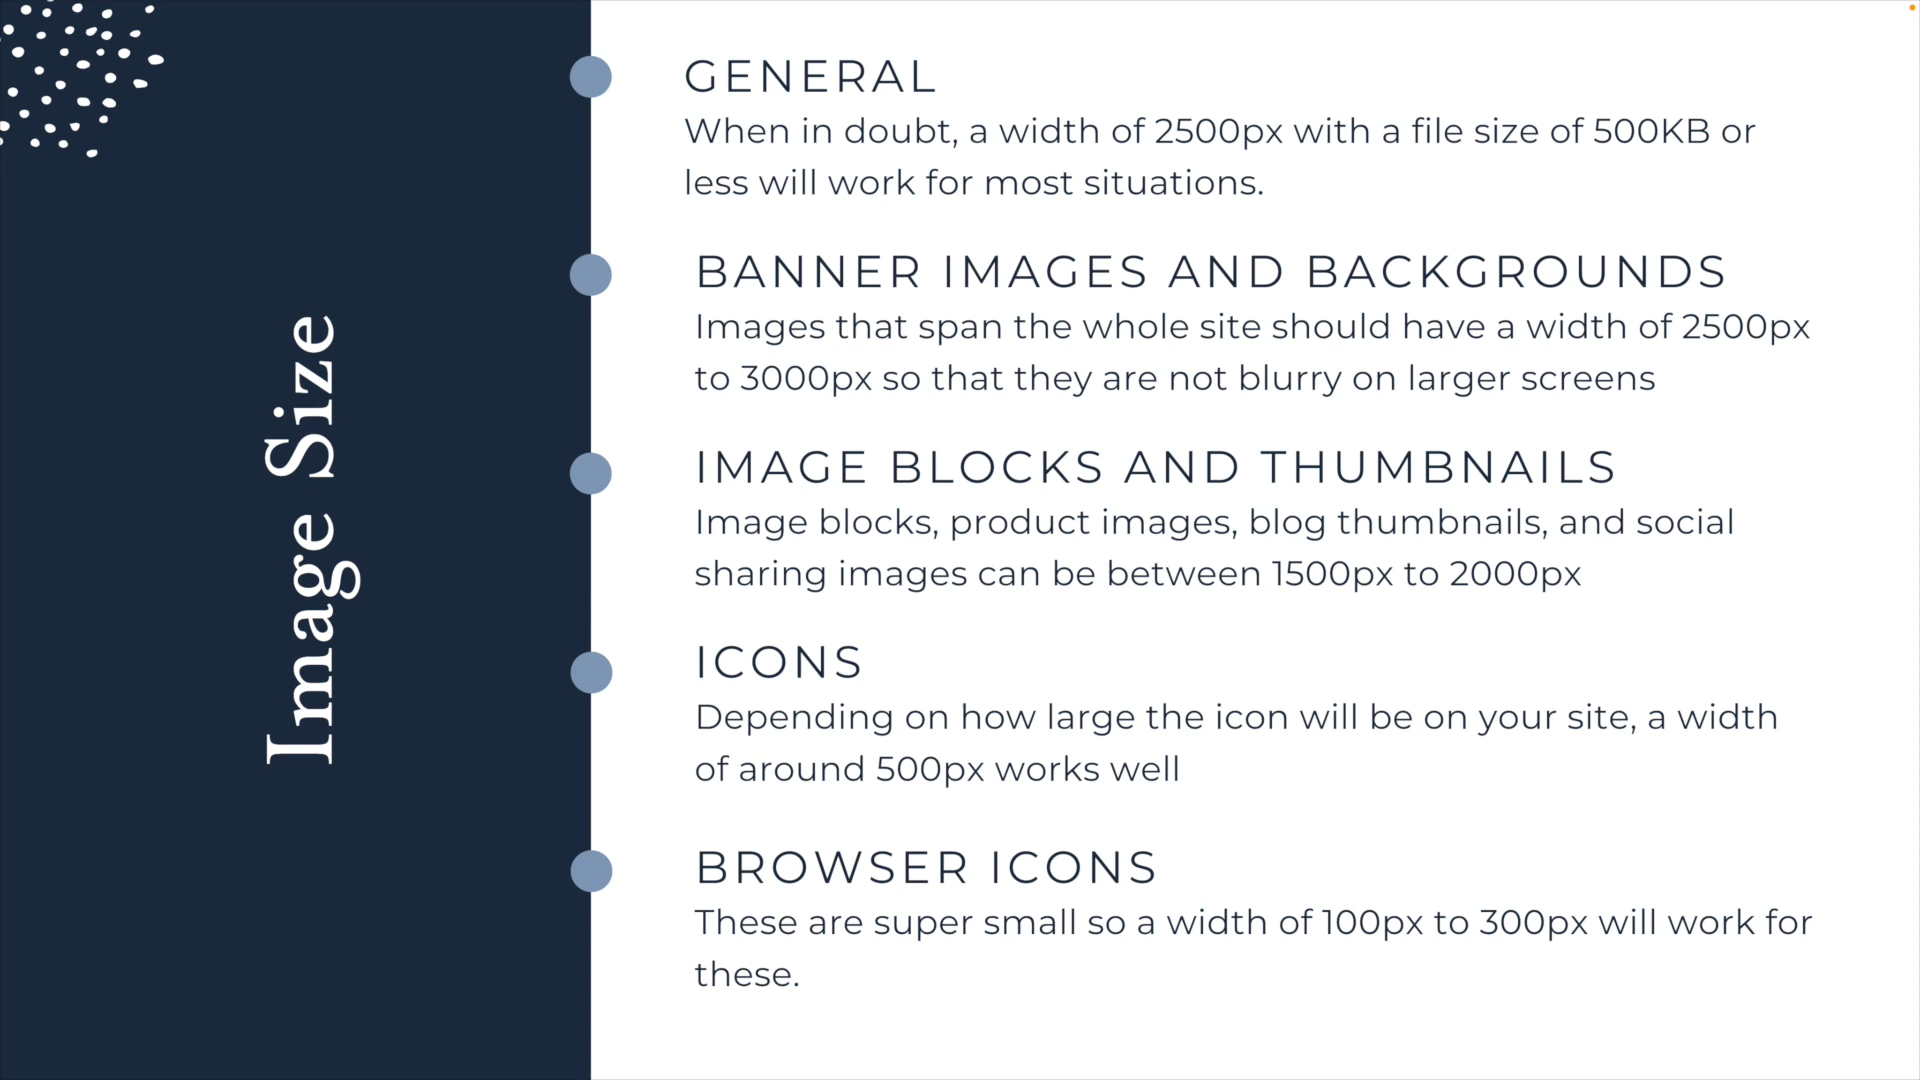 Image Size
GENERAL
When in doubt, a width of 2500px with a file size of 500KB or
less will work for most situations.
BANNER IMAGES AND BACKGROUNDS
Images that span the whole site should have a width of 2500px
to 3000px so that they are not blurry on larger screens
IMAGE BLOCKS AND THUMBNAILS
Image blocks, product images, blog thumbnails, and social
sharing images can be between 1500px to 2000px
ICONS
Depending on how large the icon will be on your site, a width
of around 500px works well
BROWSER ICONS
These are super small so a width of 100px to 300px will work for
these.